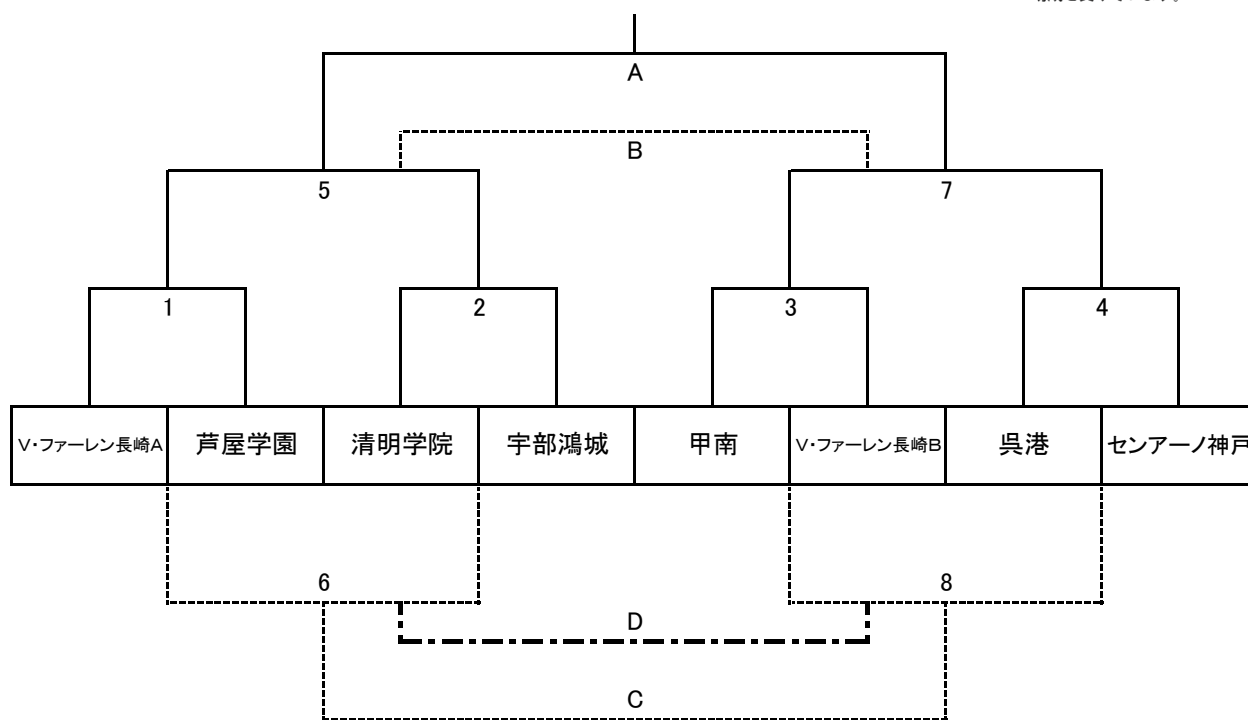 A
B
5
7
1
2
3
4
V・ファーレン長崎A
芦屋学園
清明学院
宇部鴻城
甲南
V・ファーレン長崎B
呉港
センアーノ神戸
6
8
D
C